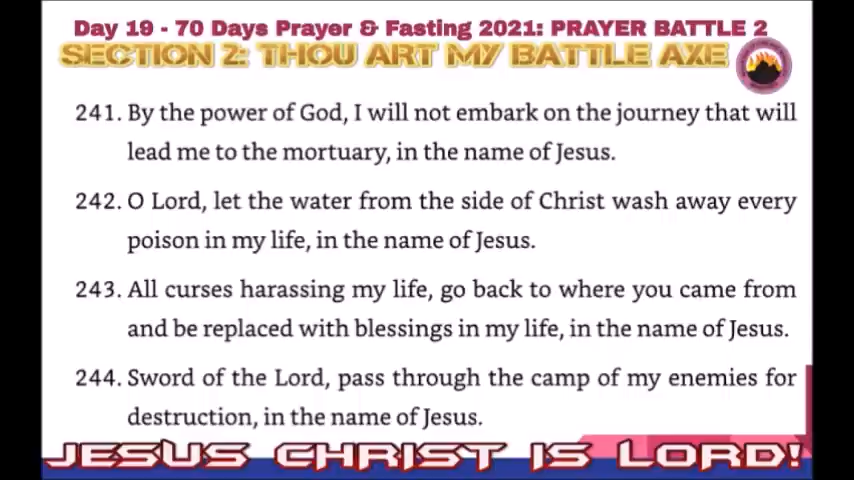 Day 19 - 70 Days Prayer & Fasting 2021: PRAYER BATTLE 2
SECTION 2: THOU ART MY BATTLE AXE
241. By the power of God, I will not embark on the journey that will
lead me to the mortuary, in the name of Jesus.
242. O Lord, let the water from the side of Christ wash away every
poison in my life, in the name of Jesus.
243. All curses harassing my life, go back to where you came from
and be replaced with blessings in my life, in the name of Jesus.
244. Sword of the Lord, pass through the camp of my enemies for
destruction, in the name of Jesus.
JESUS CHRIST IS LORD!